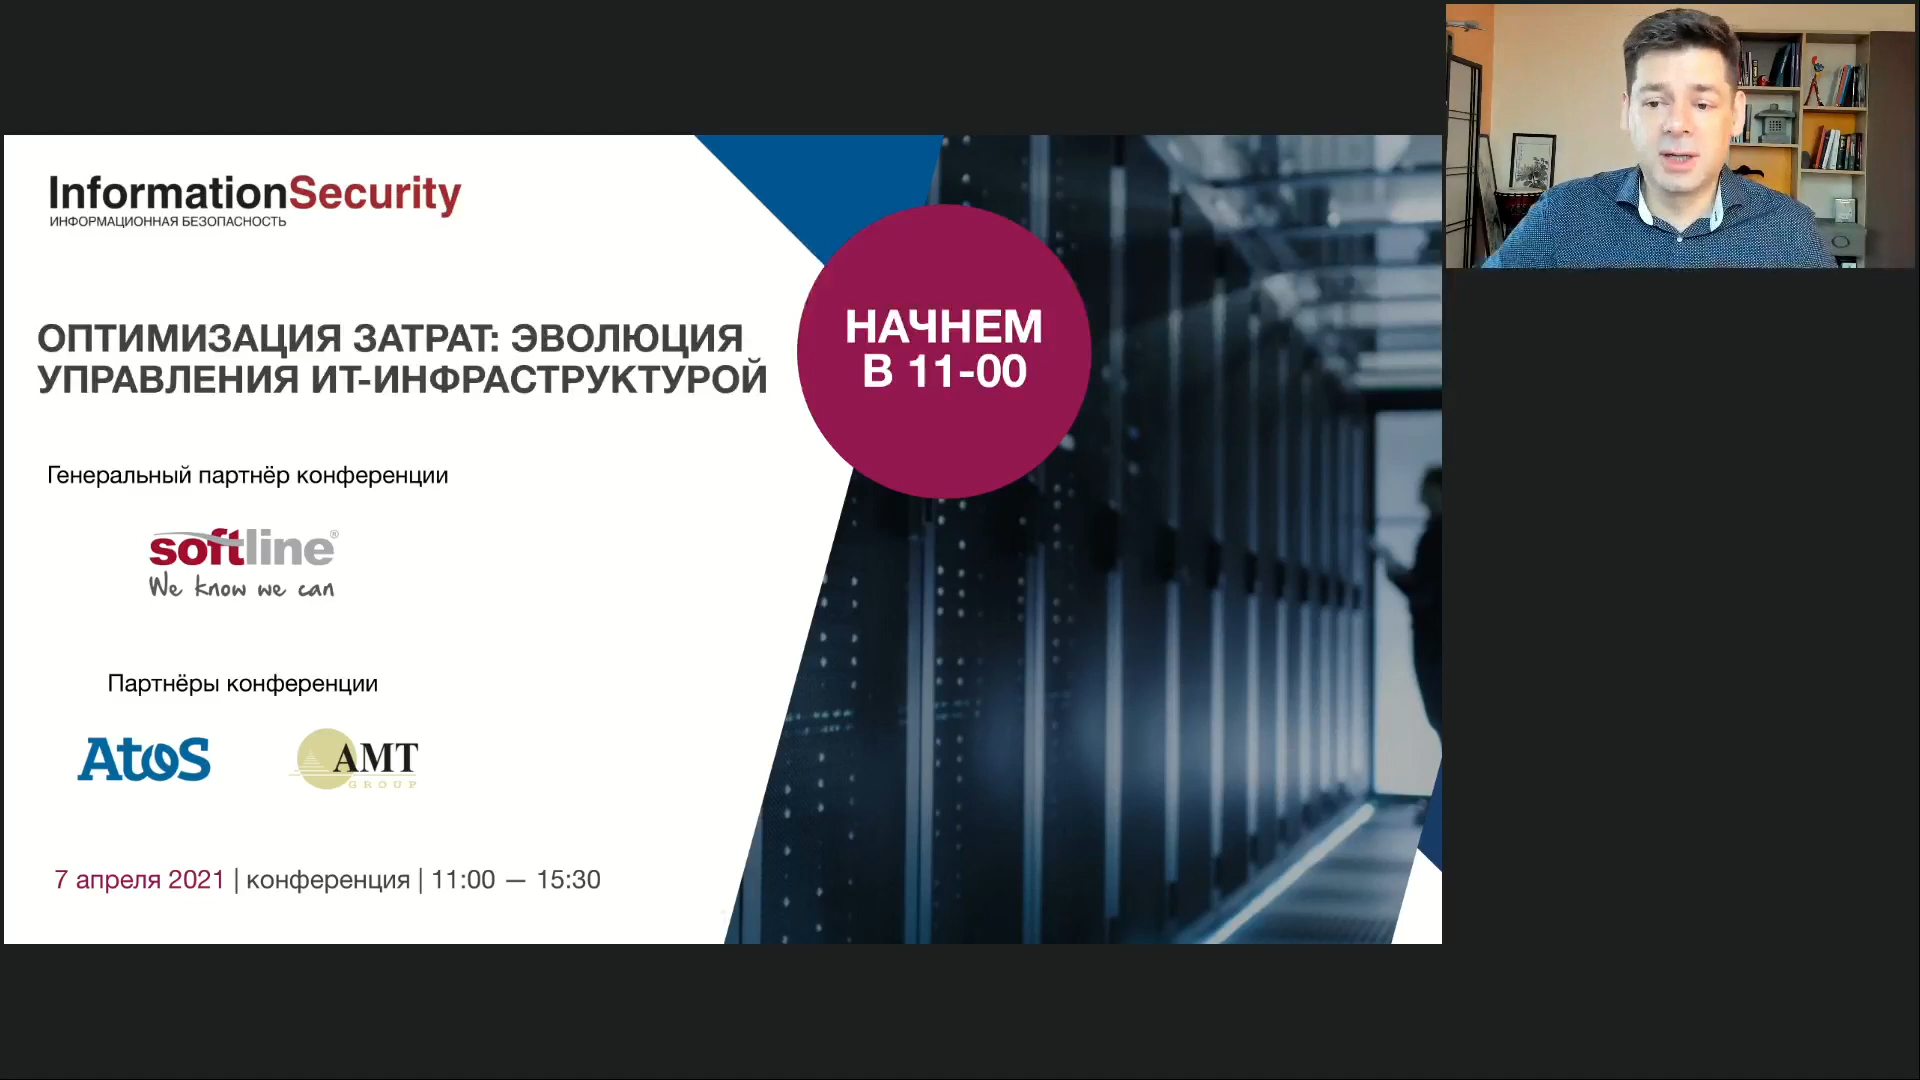 InformationSecurity
ИНФОРМАЦИОННАЯ БЕЗОПАСНОСТЬ
ОПТИМИЗАЦИЯ ЗАТРАТ: ЭВОЛЮЦИЯ
УПРАВЛЕНИЯ ИТ-ИНФРАСТРУКТУРОЙ
НАЧНЕМ
В 11-00
Генеральный партнёр конференции
softline®
We know we can
Партнёры конференции
Atos
AMT
GROUP
7 апреля 2021 | конференция | 11:00 — 15:30